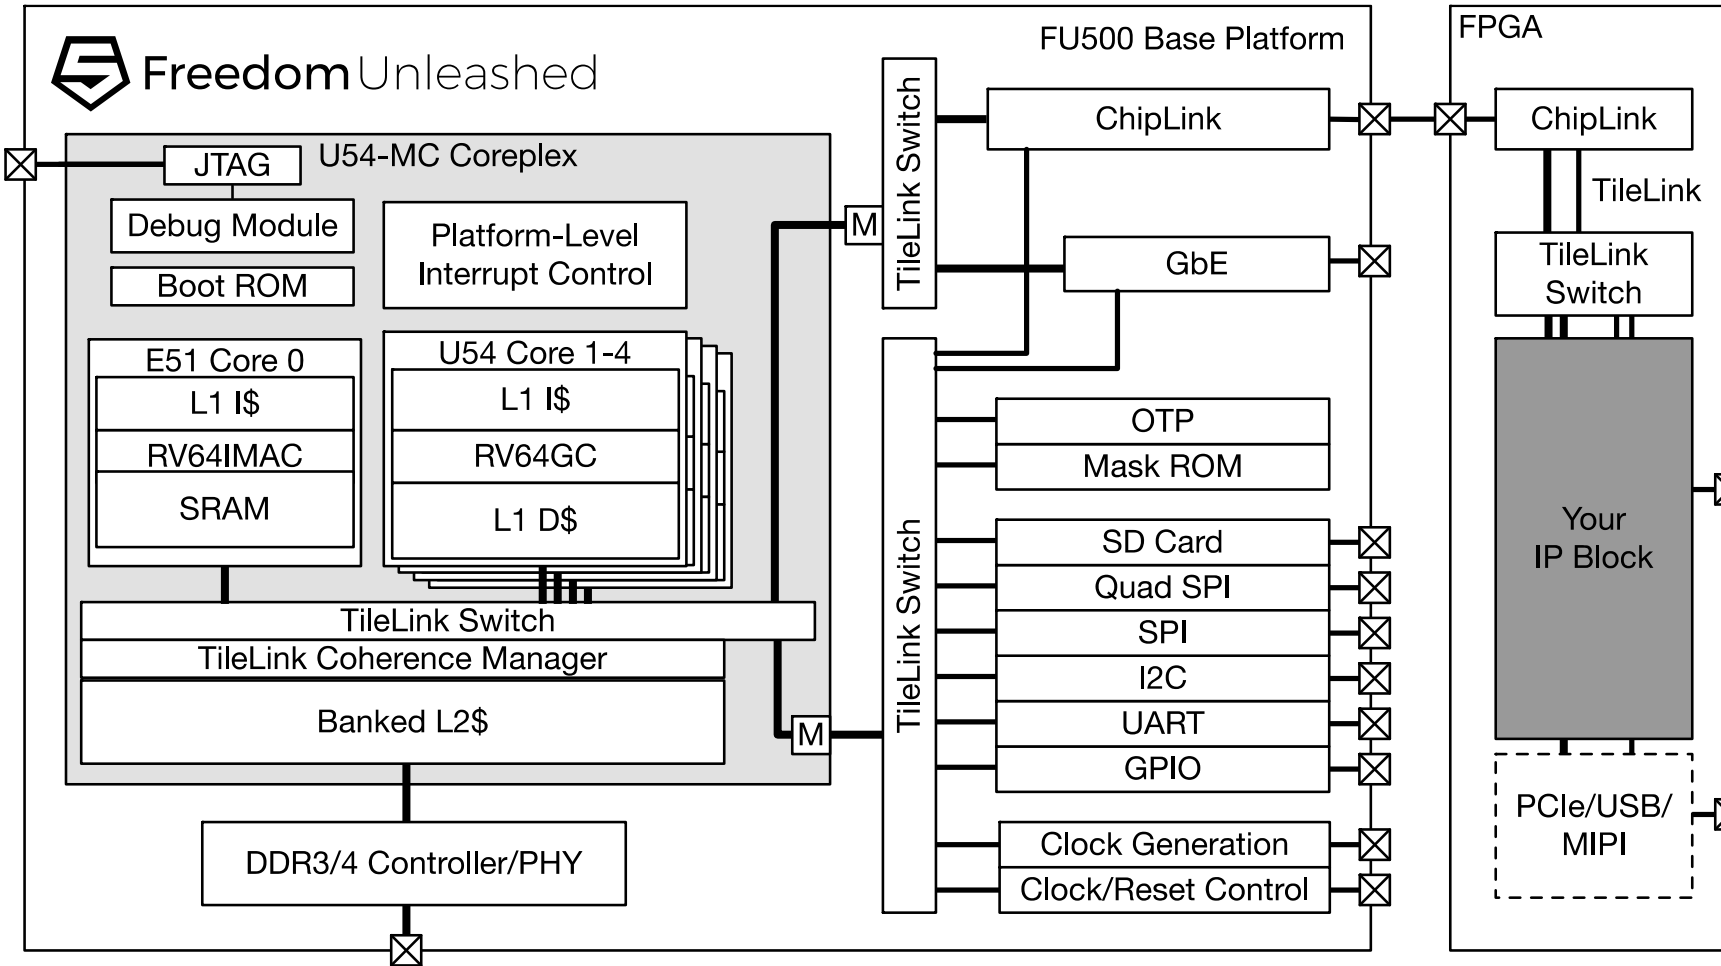 FU500 Base Platform
FPGA
Freedom Unleashed
U54-MC Coreplex
JTAG
Debug Module
Boot ROM
Platform-Level
Interrupt Control
E51 Core 0
L1 I$
RV64IMAC
SRAM
U54 Core 1-4
L1 I$
RV64GC
L1 D$
TileLink Switch
TileLink Coherence Manager
Banked L2$
DDR3/4 Controller/PHY
M
M
TileLink Switch
TileLink Switch
ChipLink
GbE
OTP
Mask ROM
SD Card
Quad SPI
SPI
I2C
UART
GPIO
Clock Generation
Clock/Reset Control
ChipLink
TileLink
TileLink
Switch
Your
IP Block
PCIe/USB/
MIPI